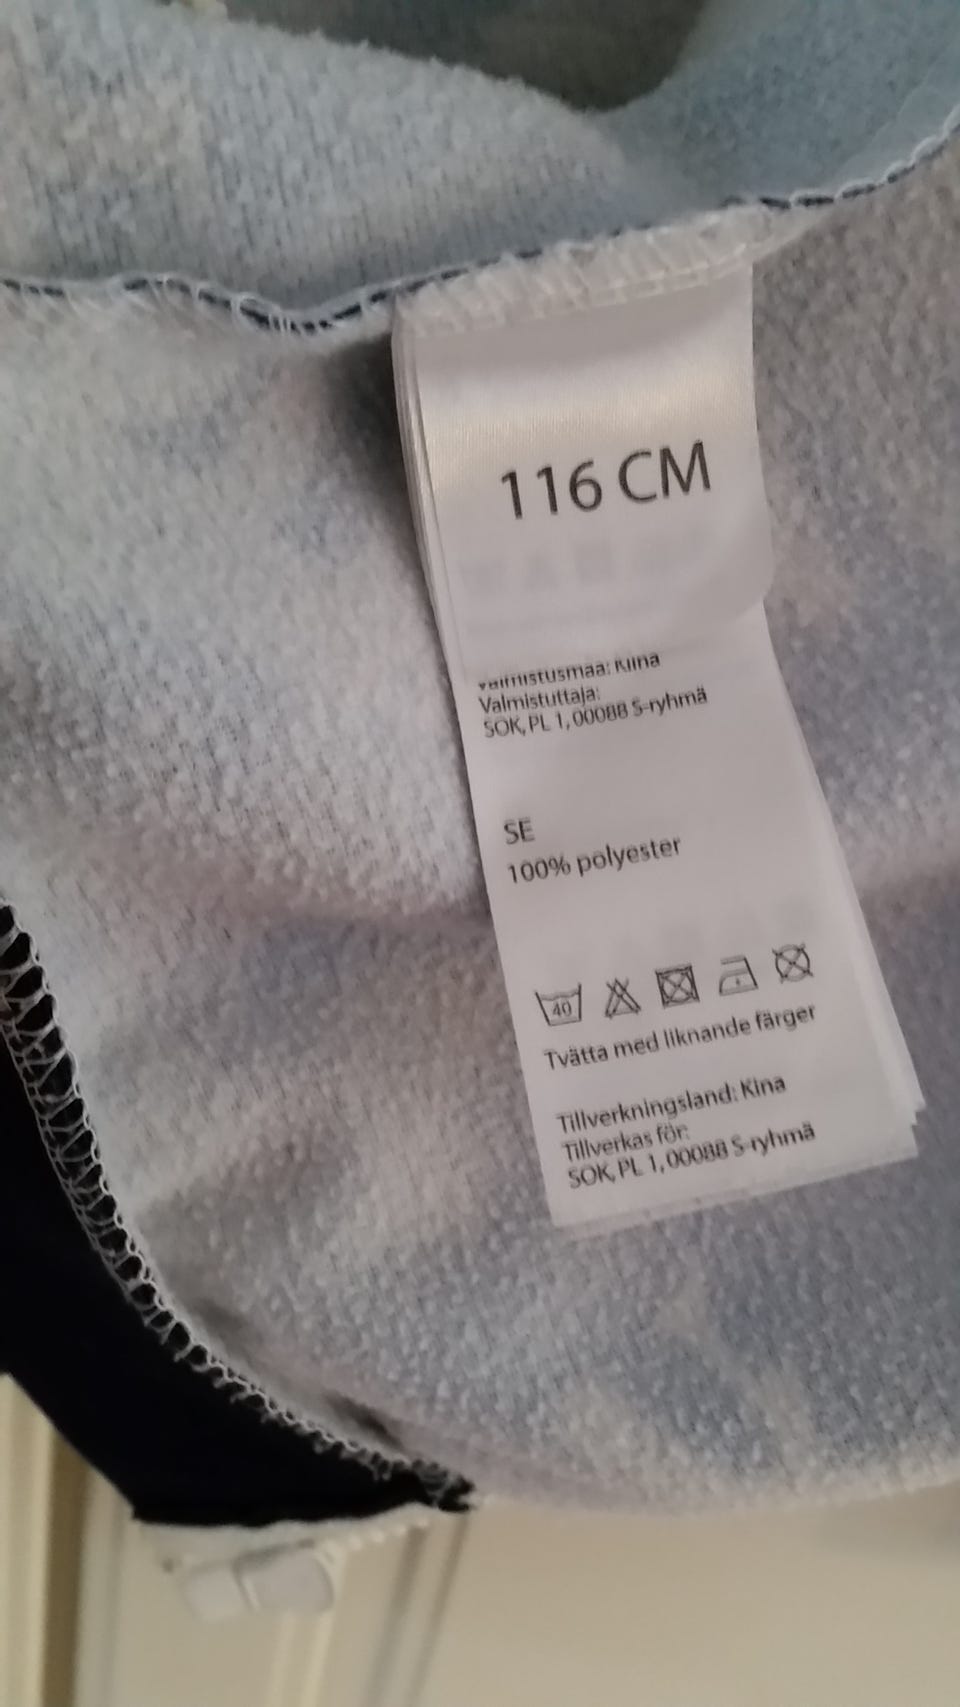 116 CM
Valmistusmaa: Kiina
Valmistuttaja:
SOK, PL 1, 00088 S-ryhmä
SE
100% polyester
40
Tvätta med liknande färger
Tillverkningsland: Kina
Tillverkas för:
SOK, PL 1, 00088 S-ryhmä